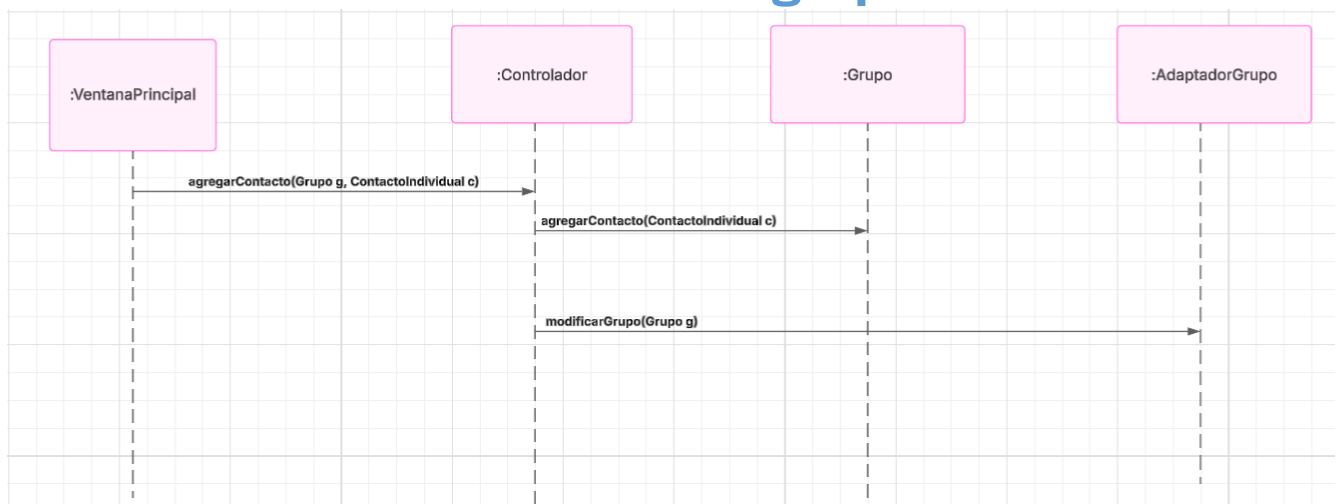 :VentanaPrincipal
:Controlador
:Grupo
:AdaptadorGrupo
agregarContacto(Grupo g, ContactoIndividual c)
agregarContacto(ContactoIndividual c)
modificarGrupo(Grupo g)